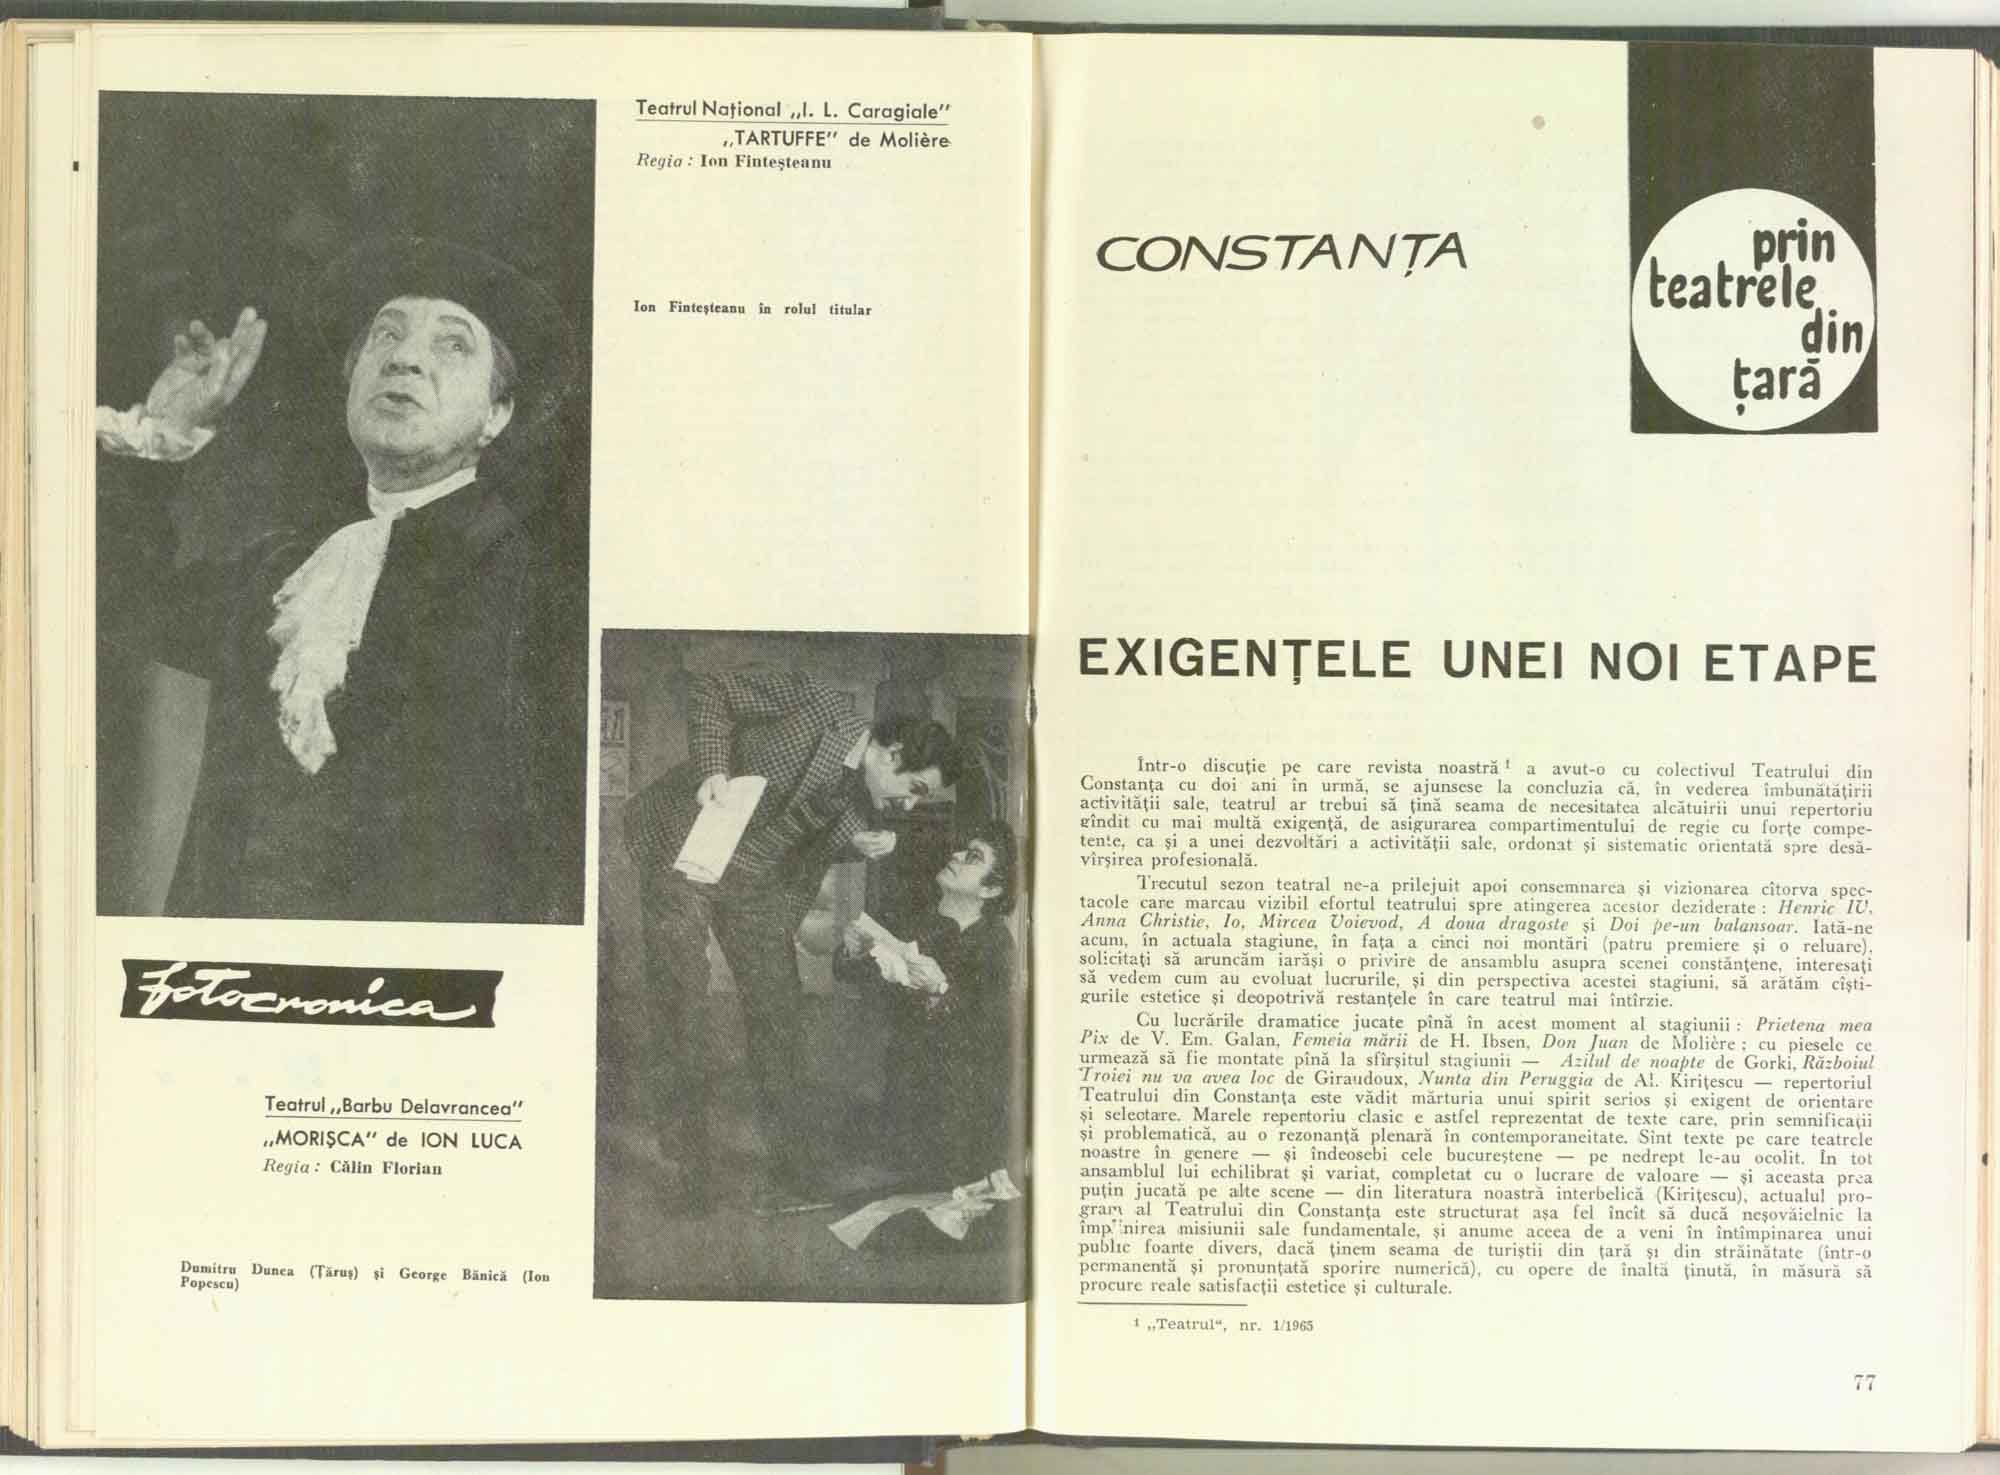 Teatrul Național „I. L. Caragiale”
„TARTUFFE” de Molière
Regia : Ion Finteșteanu
Ion Finteșteanu în rolul titular
fotocronica
Teatrul „Barbu Delavrancea”
„MORIȘCA” de ION LUCA
Regia : Călin Florian
Dumitru Dunea (Țăruș) și George Bănică (Ion
Popescu)
CONSTANȚA
prin
teatrele
din
țară
EXIGENȚELE UNEI NOI ETAPE
Într-o discuție pe care revista noastră ¹ a avut-o cu colectivul Teatrului din
Constanța cu doi ani în urmă, se ajunsese la concluzia că, în vederea îmbunătățirii
activității sale, teatrul ar trebui să țină seama de necesitatea alcătuirii unui repertoriu
gîndit cu mai multă exigență, de asigurarea compartimentului de regie cu forțe compe-
tente, ca și a unei dezvoltări a activității sale, ordonat și sistematic orientată spre desă-
vîrșirea profesională.
Trecutul sezon teatral ne-a prilejuit apoi consemnarea și vizionarea cîtorva spec-
tacole care marcau vizibil efortul teatrului spre atingerea acestor deziderate : Henric IV,
Anna Christie, Io, Mircea Voievod, A doua dragoste și Doi pe-un balansoar. Iată-ne
acum, în actuala stagiune, în fața a cinci noi montări (patru premiere și o reluare),
solicitați să aruncăm iarăși o privire de ansamblu asupra scenei constănțene, interesați
să vedem cum au evoluat lucrurile, și din perspectiva acestei stagiuni, să arătăm cîști-
gurile estetice și deopotrivă restanțele în care teatrul mai întîrzie.
Cu lucrările dramatice jucate pînă în acest moment al stagiunii : Prietena mea
Pix de V. Em. Galan, Femeia mării de H. Ibsen, Don Juan de Molière ; cu piesele ce
urmează să fie montate pînă la sfîrșitul stagiunii — Azilul de noapte de Gorki, Războiul
Troiei nu va avea loc de Giraudoux, Nunta din Peruggia de Al. Kirițescu — repertoriul
Teatrului din Constanța este vădit mărturia unui spirit serios și exigent de orientare
și selectare. Marele repertoriu clasic e astfel reprezentat de texte care, prin semnificații
și problematică, au o rezonanță plenară în contemporaneitate. Sînt texte pe care teatrele
noastre în genere — și îndeosebi cele bucureștene — pe nedrept le-au ocolit. În tot
ansamblul lui echilibrat și variat, completat cu o lucrare de valoare — și aceasta prea
puțin jucată pe alte scene — din literatura noastră interbelică (Kirițescu), actualul pro-
gram al Teatrului din Constanța este structurat așa fel încît să ducă neșovăielnic la
împlinirea misiunii sale fundamentale, și anume aceea de a veni în întîmpinarea unui
public foarte divers, dacă ținem seama de turiștii din țară și din străinătate (într-o
permanentă și pronunțată sporire numerică), cu opere de înaltă ținută, în măsură să
procure reale satisfacții estetice și culturale.
¹ „Teatrul“, nr. 1/1965
77